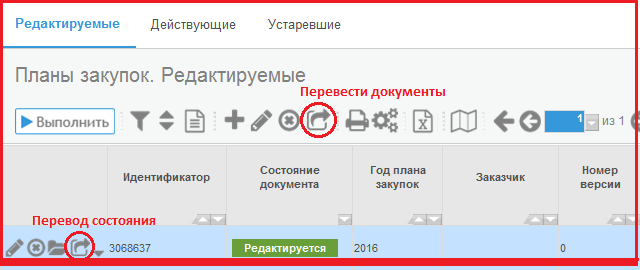 Редактируемые Действующие Устаревшие
Планы закупок. Редактируемые
Перевести документы
Выполнить 1 из 1
Идентификатор Состояние документа Год плана закупок Заказчик Номер версии
Перевод состояния
3068637 Редактируется 2016 0